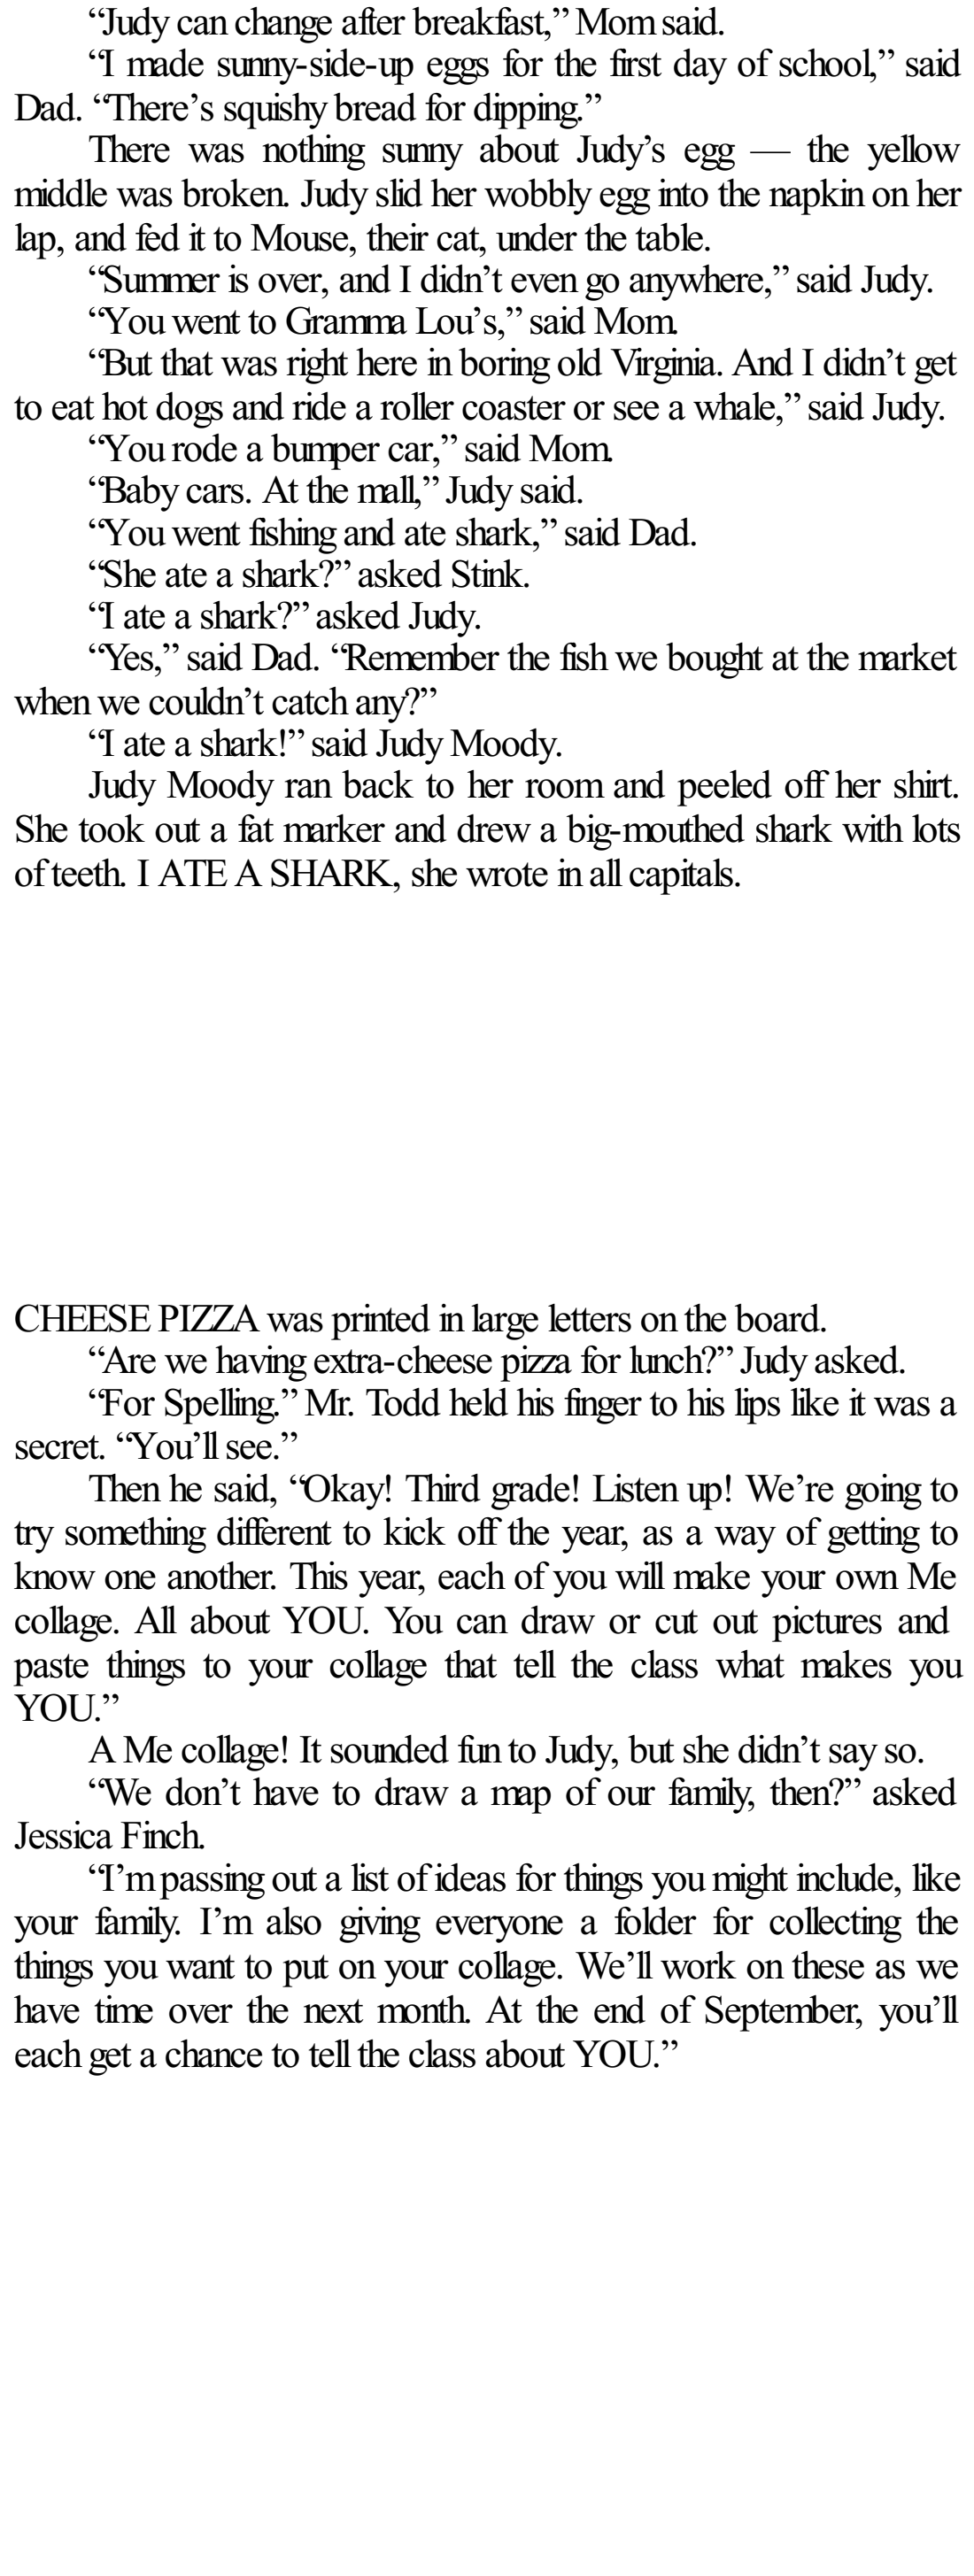 “Judy can change after breakfast,” Mom said.
“I made sunny-side-up eggs for the first day of school,” said
Dad. “There’s squishy bread for dipping.”
There was nothing sunny about Judy’s egg — the yellow
middle was broken. Judy slid her wobbly egg into the napkin on her
lap, and fed it to Mouse, their cat, under the table.
“Summer is over, and I didn’t even go anywhere,” said Judy.
“You went to Gramma Lou’s,” said Mom.
“But that was right here in boring old Virginia. And I didn’t get
to eat hot dogs and ride a roller coaster or see a whale,” said Judy.
“You rode a bumper car,” said Mom.
“Baby cars. At the mall,” Judy said.
“You went fishing and ate shark,” said Dad.
“She ate a shark?” asked Stink.
“I ate a shark?” asked Judy.
“Yes,” said Dad. “Remember the fish we bought at the market
when we couldn’t catch any?”
“I ate a shark!” said Judy Moody.
Judy Moody ran back to her room and peeled off her shirt.
She took out a fat marker and drew a big-mouthed shark with lots
of teeth. I ATE A SHARK, she wrote in all capitals.
CHEESE PIZZA was printed in large letters on the board.
“Are we having extra-cheese pizza for lunch?” Judy asked.
“For Spelling.” Mr. Todd held his finger to his lips like it was a
secret. “You’ll see.”
Then he said, “Okay! Third grade! Listen up! We’re going to
try something different to kick off the year, as a way of getting to
know one another. This year, each of you will make your own Me
collage. All about YOU. You can draw or cut out pictures and
paste things to your collage that tell the class what makes you
YOU.”
A Me collage! It sounded fun to Judy, but she didn’t say so.
“We don’t have to draw a map of our family, then?” asked
Jessica Finch.
“I’m passing out a list of ideas for things you might include, like
your family. I’m also giving everyone a folder for collecting the
things you want to put on your collage. We’ll work on these as we
have time over the next month. At the end of September, you’ll
each get a chance to tell the class about YOU.”